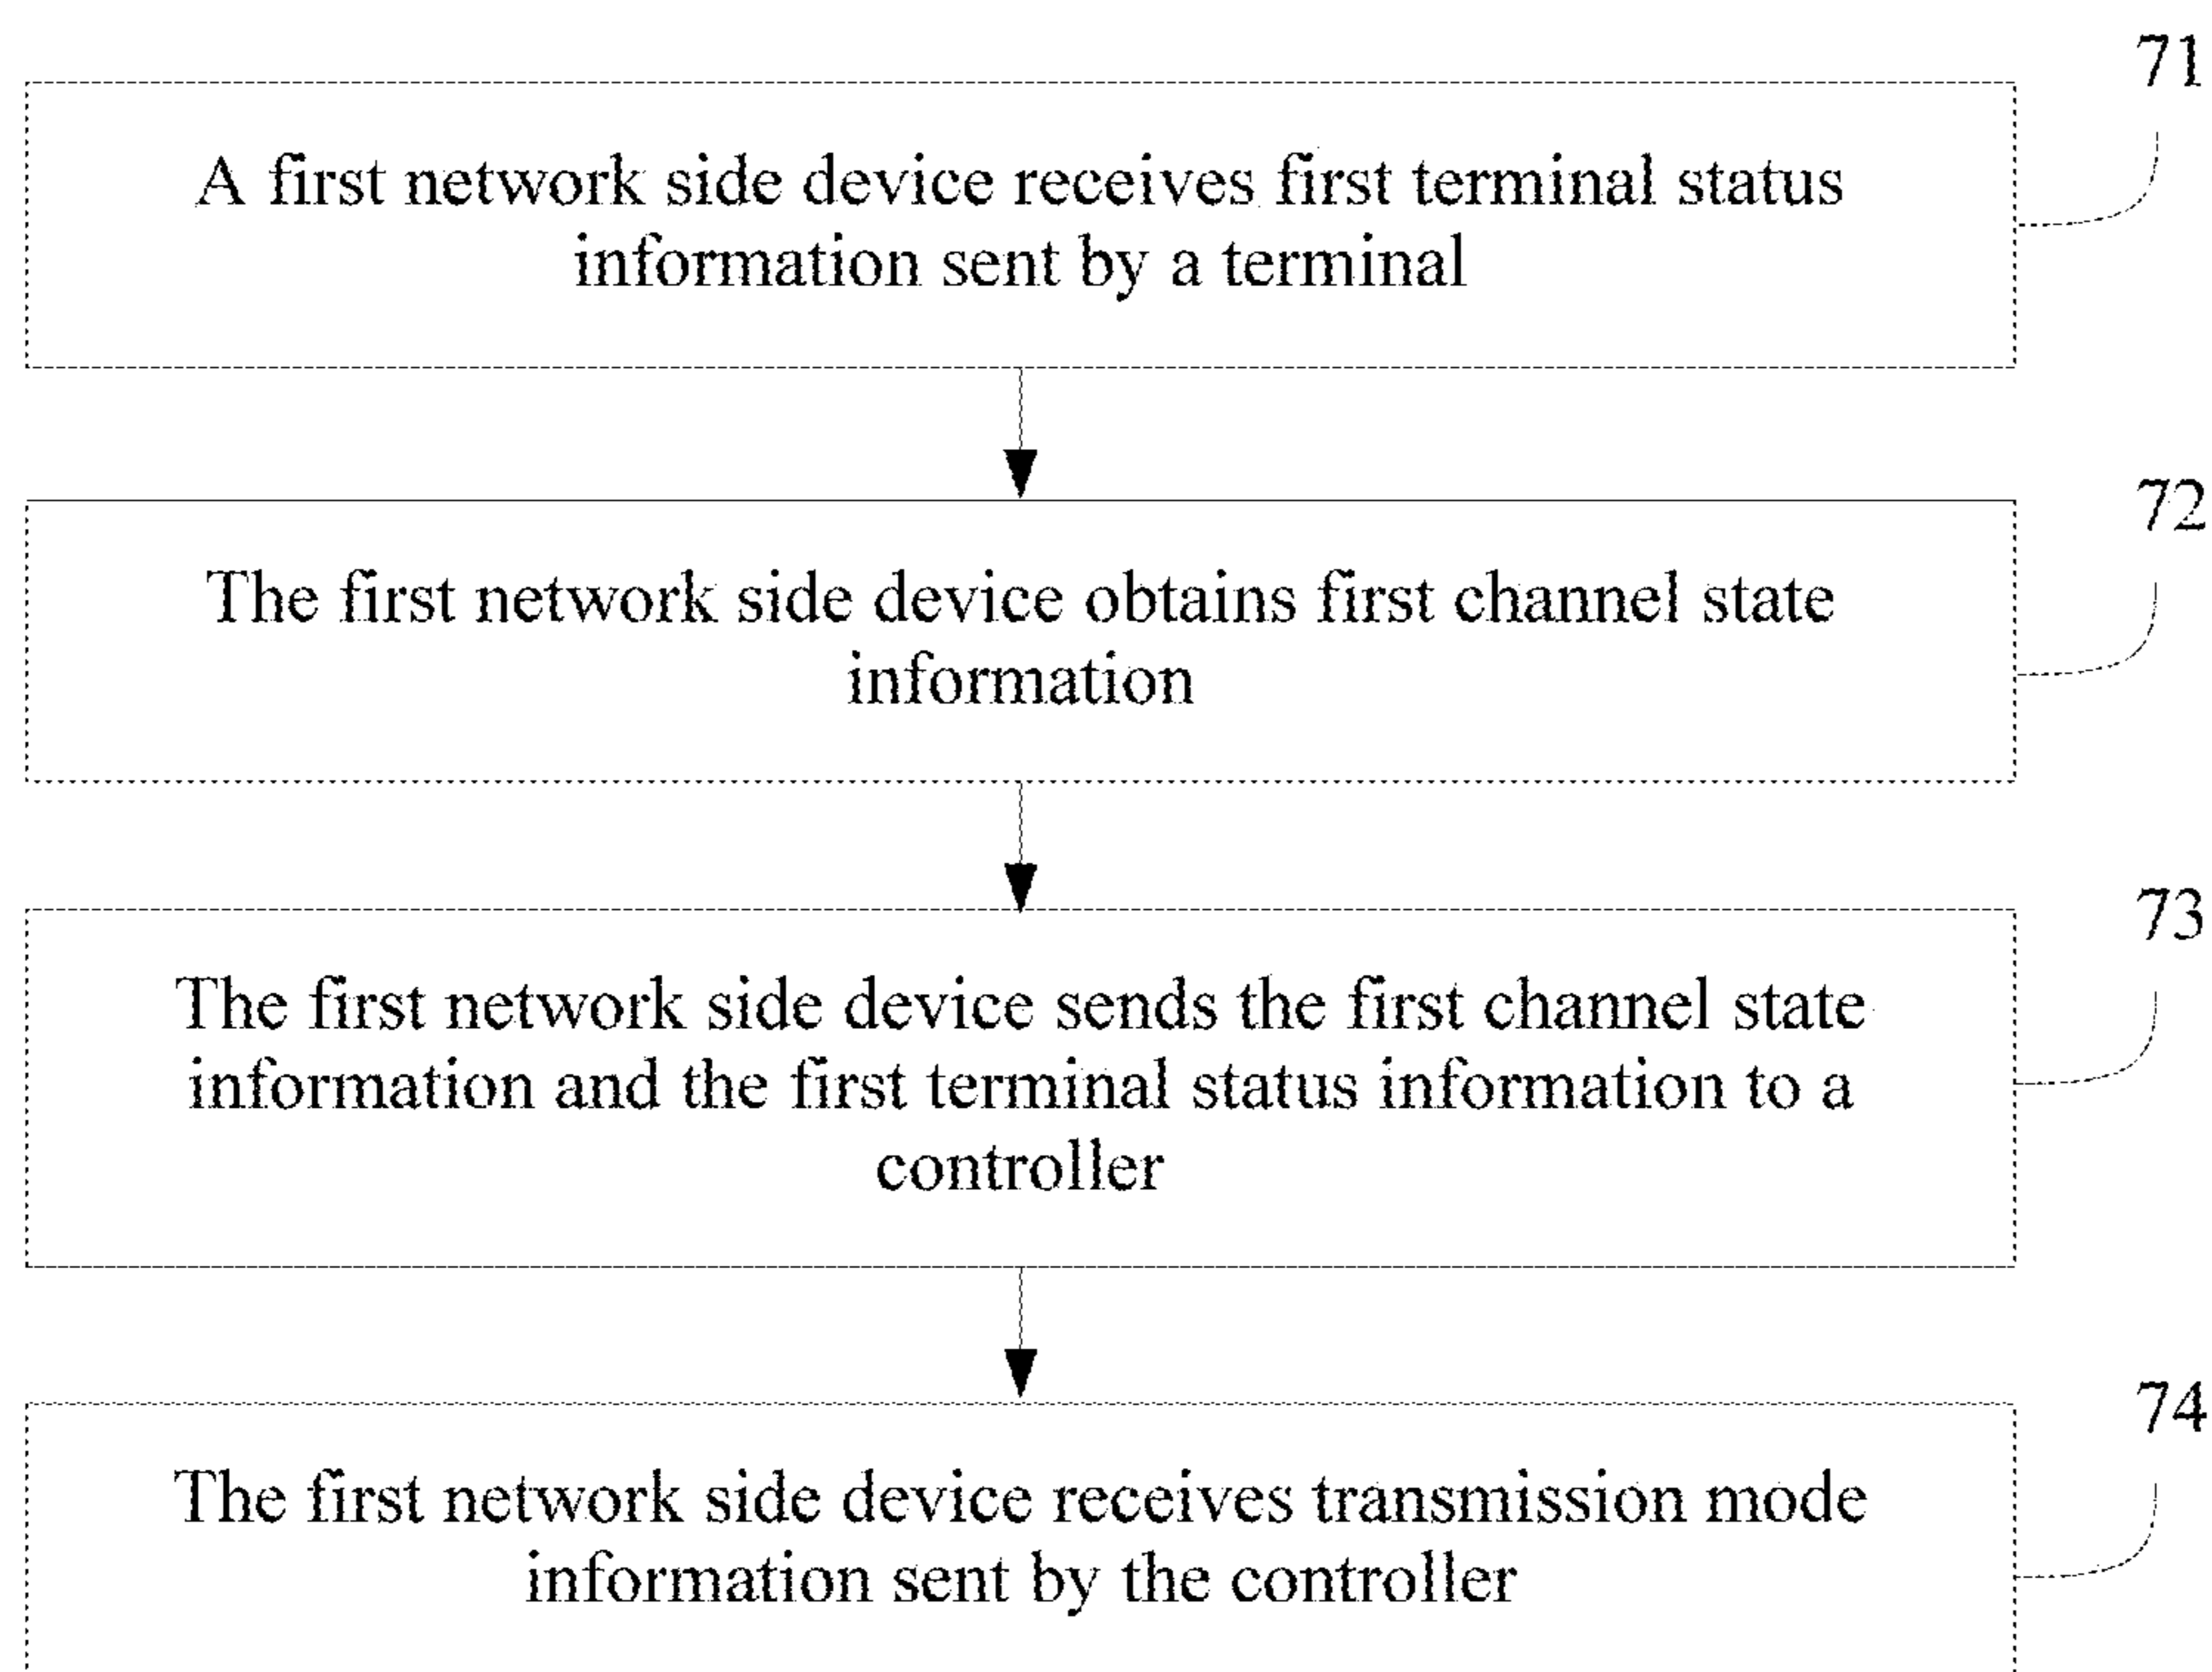 71
A first network side device receives first terminal status
information sent by a terminal
72
The first network side device obtains first channel state
information
73
The first network side device sends the first channel state
information and the first terminal status information to a
controller
74
The first network side device receives transmission mode
information sent by the controller